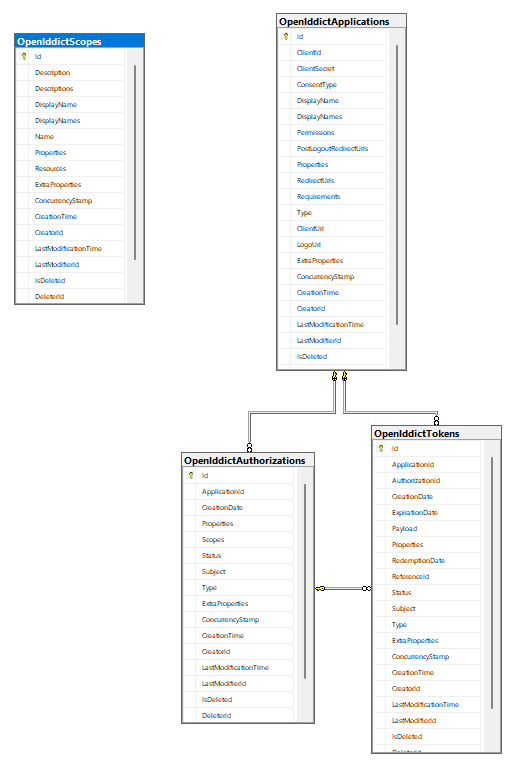 OpenIddictScopes
Id
Description
Descriptions
DisplayName
DisplayNames
Name
Properties
Resources
ExtraProperties
ConcurrencyStamp
CreationTime
CreatorId
LastModificationTime
LastModifierId
IsDeleted
DeleterId
OpenIddictApplications
Id
ClientId
ClientSecret
ConsentType
DisplayName
DisplayNames
Permissions
PostLogoutRedirectUris
Properties
RedirectUris
Requirements
Type
ClientUri
LogoUri
ExtraProperties
ConcurrencyStamp
CreationTime
CreatorId
LastModificationTime
LastModifierId
IsDeleted
OpenIddictAuthorizations
Id
ApplicationId
CreationDate
Properties
Scopes
Status
Subject
Type
ExtraProperties
ConcurrencyStamp
CreationTime
CreatorId
LastModificationTime
LastModifierId
IsDeleted
DeleterId
OpenIddictTokens
Id
ApplicationId
AuthorizationId
CreationDate
ExpirationDate
Payload
Properties
RedemptionDate
ReferenceId
Status
Subject
Type
ExtraProperties
ConcurrencyStamp
CreationTime
CreatorId
LastModificationTime
LastModifierId
IsDeleted
DeleterId